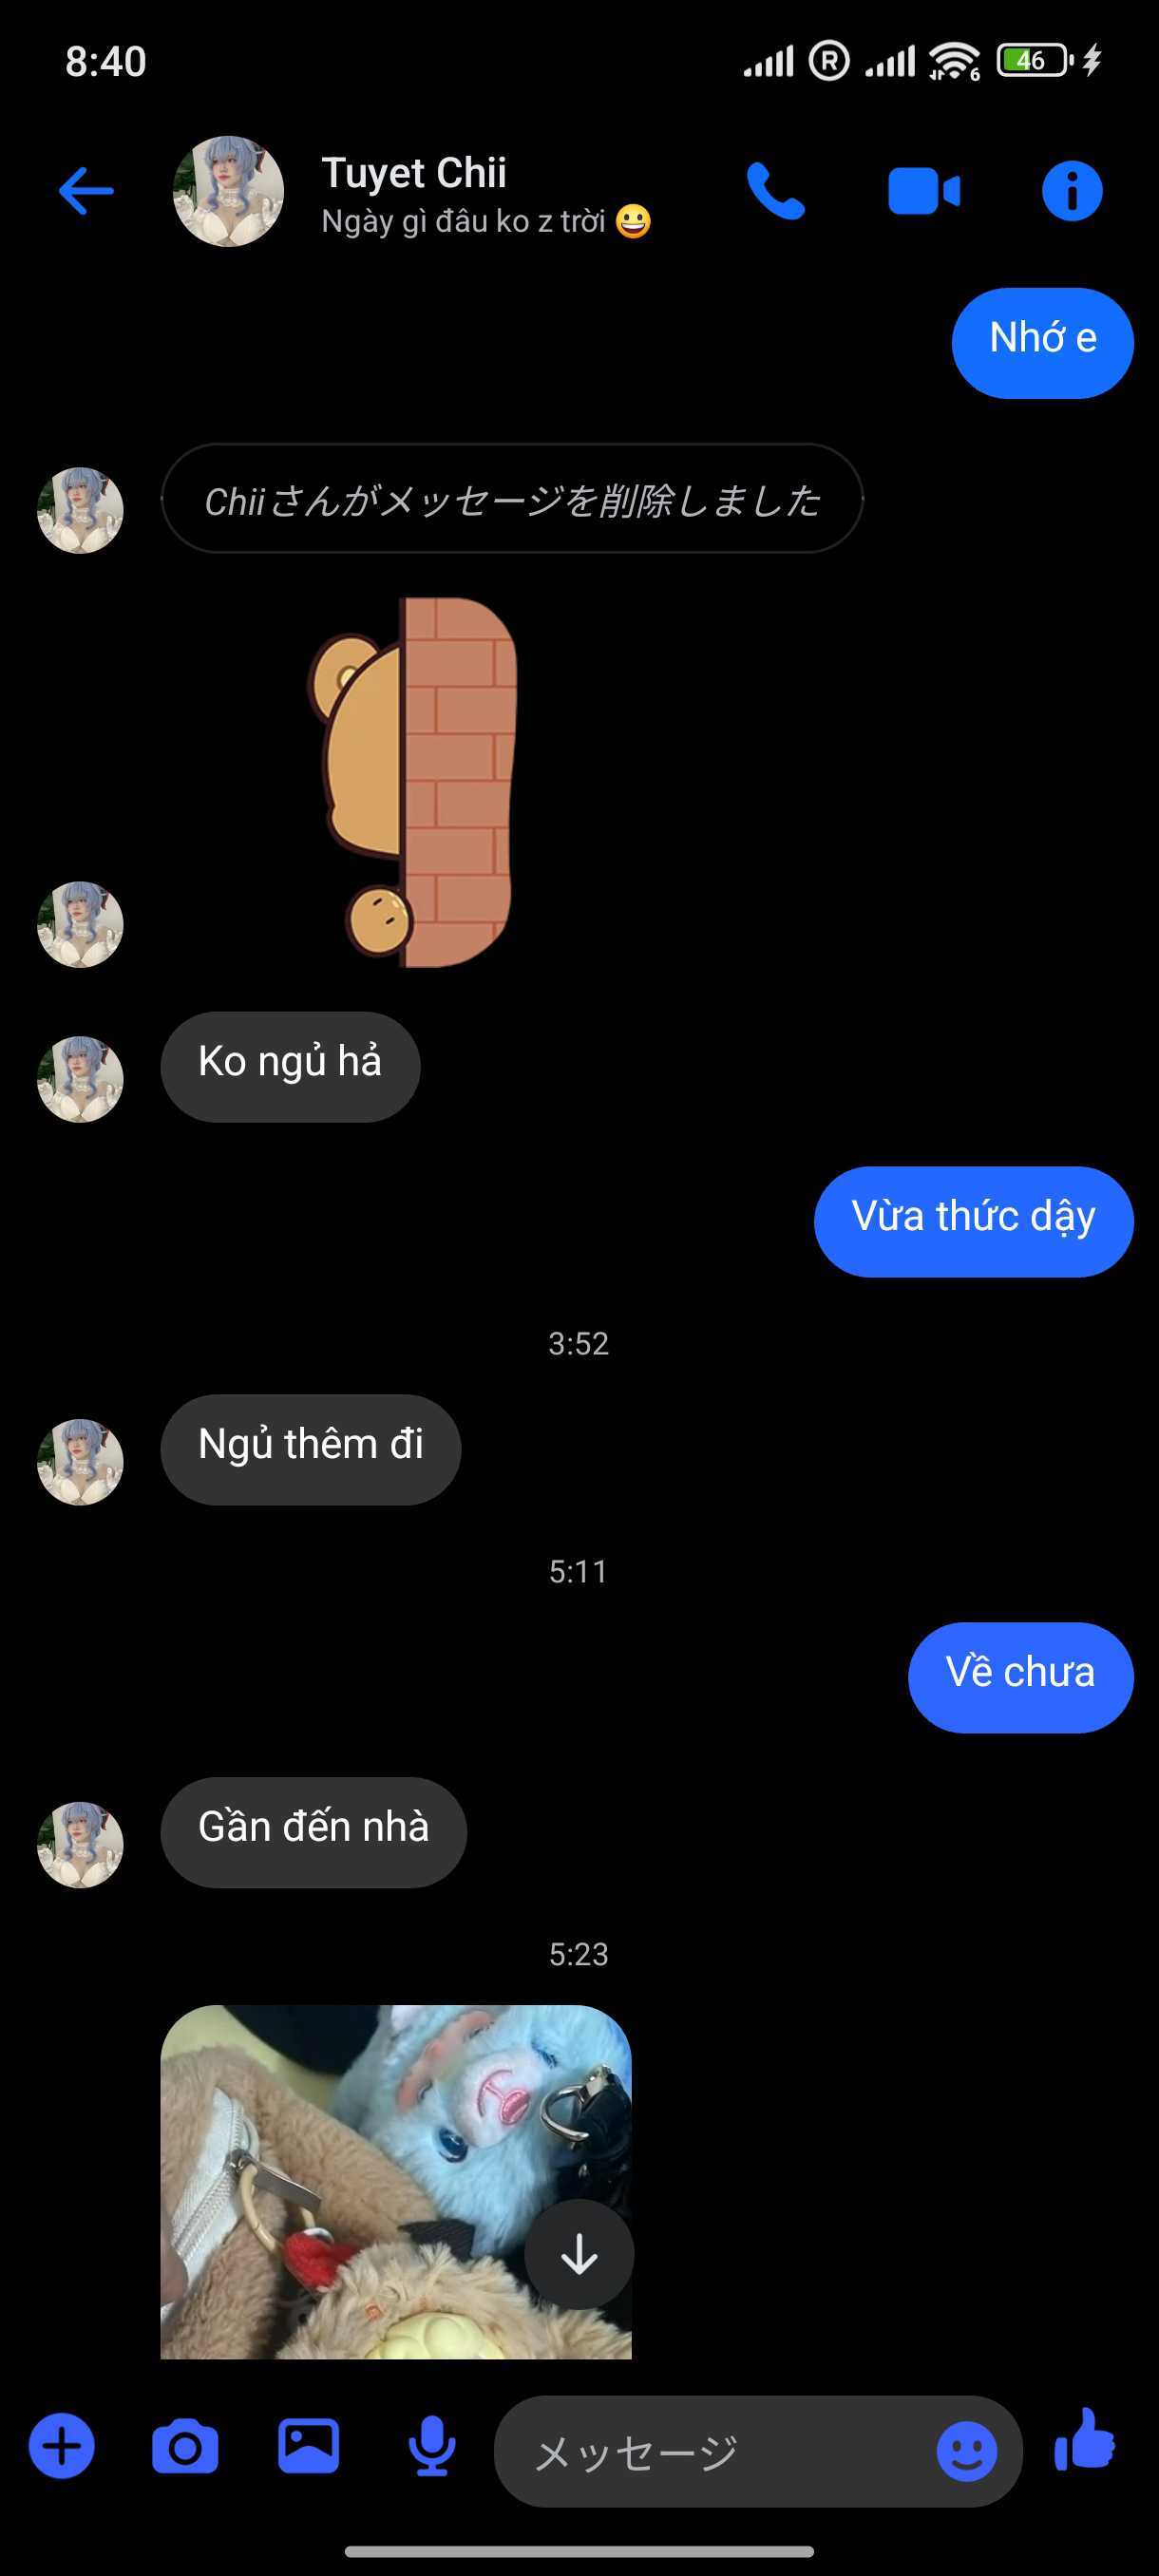 8:40
R
6
46
Tuyet Chii
Ngày gì đâu ko z trời 😀
Nhớ e
Chiiさんがメッセージを削除しました
Ko ngủ hả
Vừa thức dậy
3:52
Ngủ thêm đi
5:11
Về chưa
Gần đến nhà
5:23
メッセージ